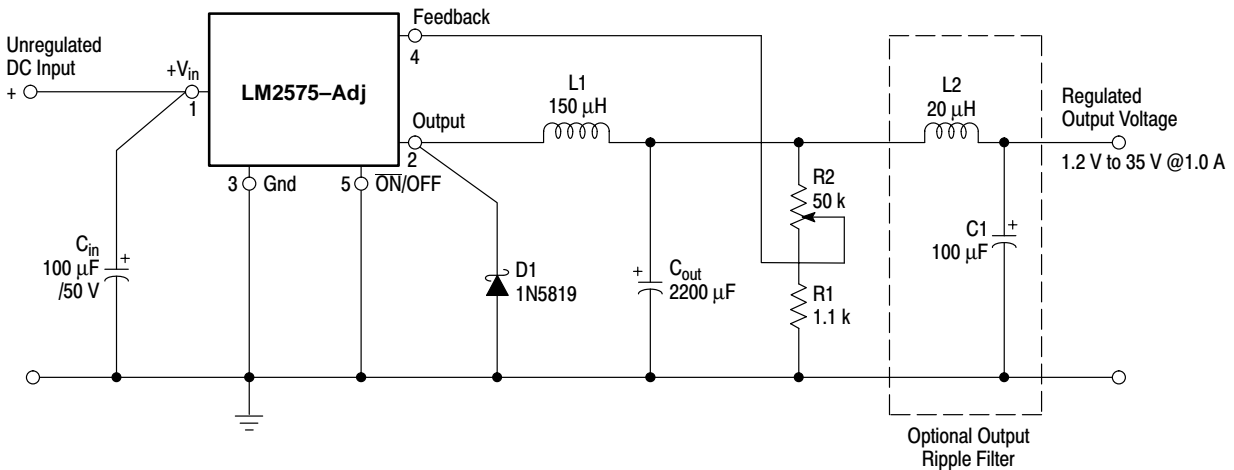 Feedback
4
Unregulated
DC Input
+
+Vin
1
LM2575–Adj
Output
2
L1
150 µH
L2
20 µH
Regulated
Output Voltage
1.2 V to 35 V @1.0 A
3
Gnd
5
ON/OFF
R2
50 k
Cin
100 µF
/50 V
+
D1
1N5819
+
Cout
2200 µF
R1
1.1 k
C1
100 µF
+
Optional Output
Ripple Filter